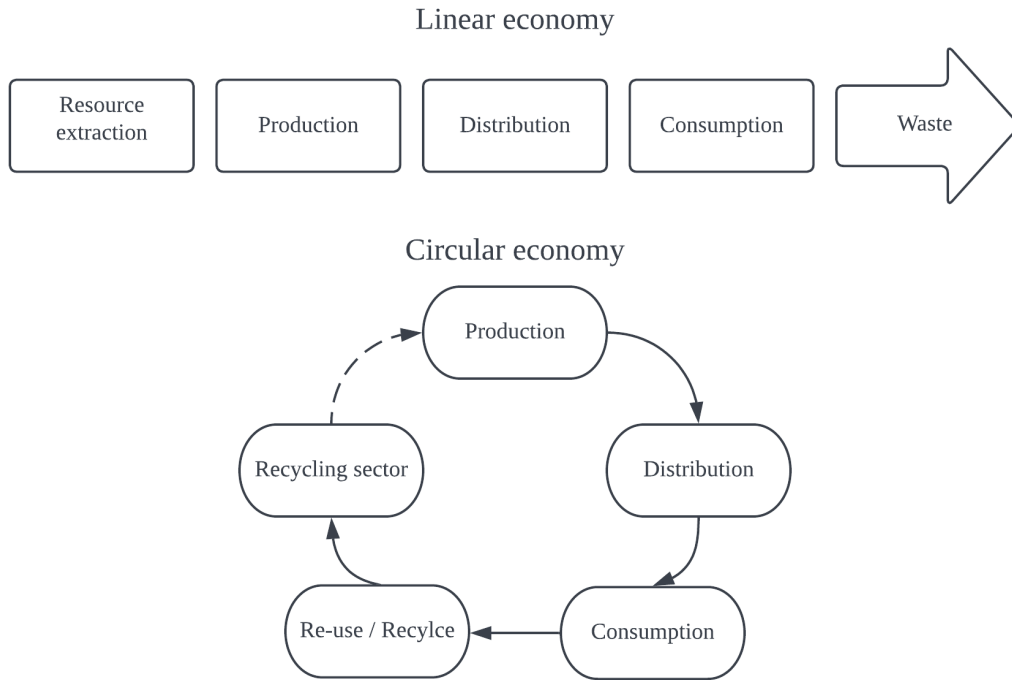 Linear economy
Resource
extraction
Production
Distribution
Consumption
Waste
Circular economy
Production
Recycling sector
Distribution
Re-use / Recylce
Consumption